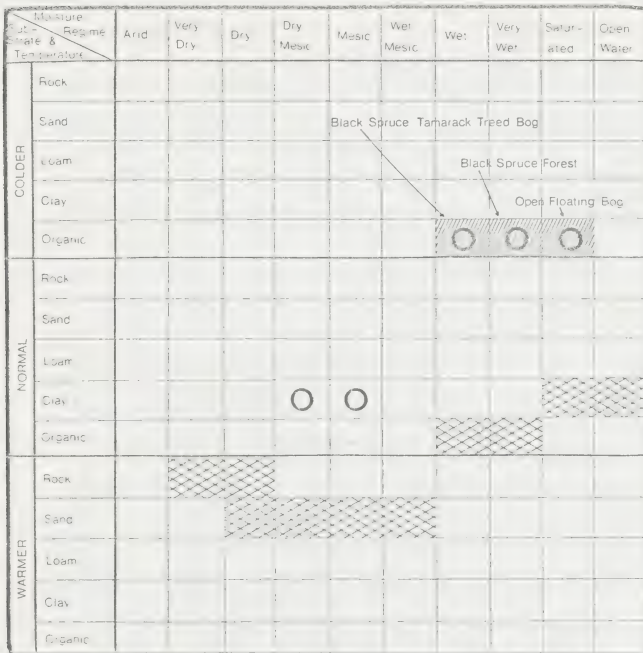 Moisture
Regime
Sub-
strate &
Temperature
Arid
Very
Dry
Dry
Dry
Mesic
Mesic
Wet
Mesic
Wet
Very
Wet
Satur-
ated
Open
Water
COLDER
Rock
Sand
Loam
Clay
Organic
Black Spruce Tamarack Treed Bog
Black Spruce Forest
Open Floating Bog
NORMAL
Rock
Sand
Loam
Clay
Organic
WARMER
Rock
Sand
Loam
Clay
Organic